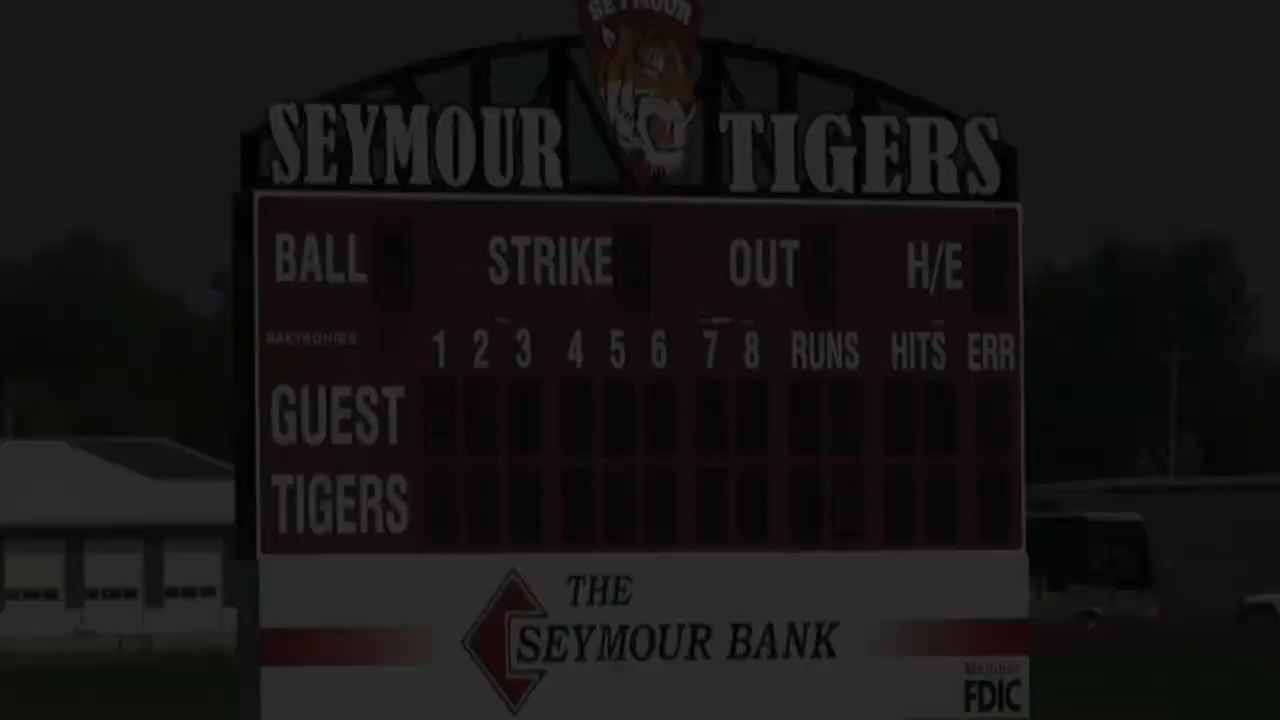 SEYMOUR
SEYMOUR TIGERS
BALL STRIKE OUT H/E
DAKTRONICS 1 2 3 4 5 6 7 8 RUNS HITS ERR
GUEST
TIGERS
THE
SEYMOUR BANK
Member
FDIC